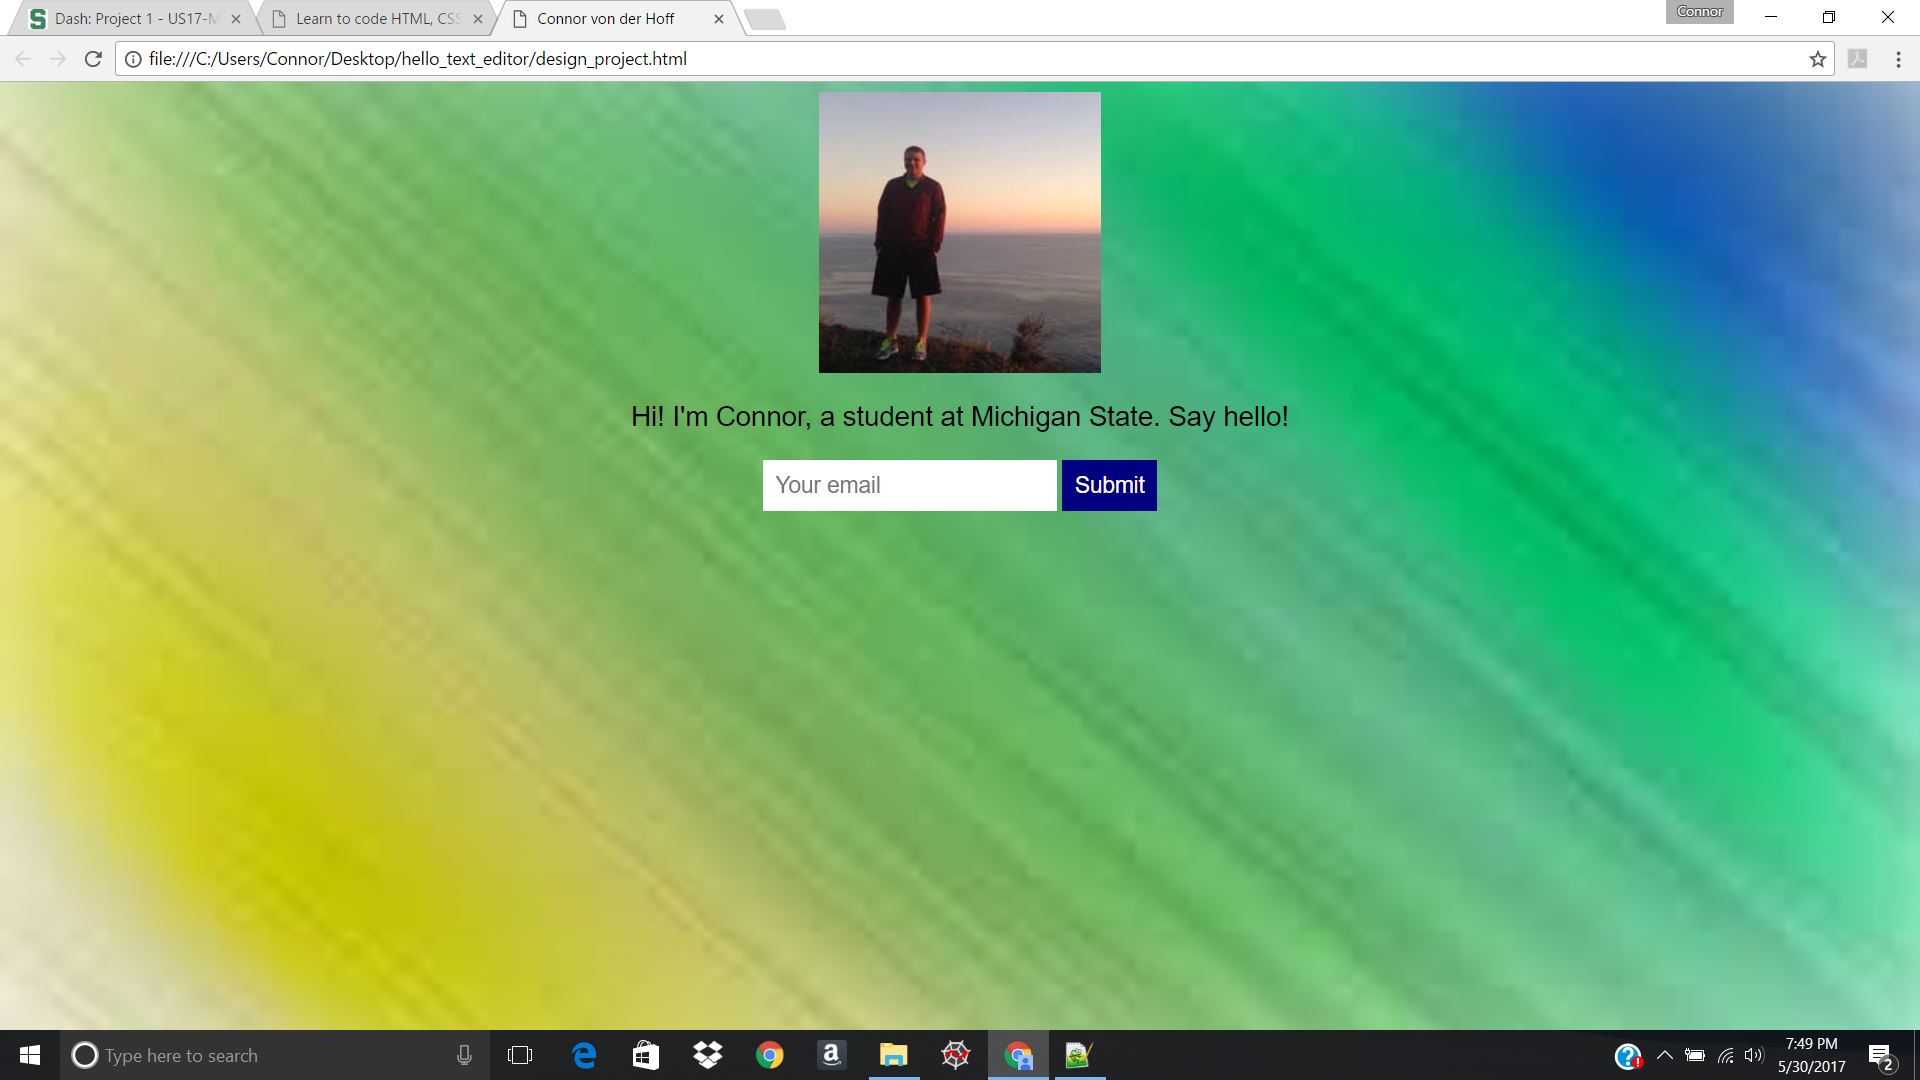 Dash: Project 1 - US17-M
Learn to code HTML, CSS
Connor von der Hoff
Connor
file:///C:/Users/Connor/Desktop/hello_text_editor/design_project.html
Hi! I'm Connor, a student at Michigan State. Say hello!
Your email
Submit
Type here to search
7:49 PM
5/30/2017
2